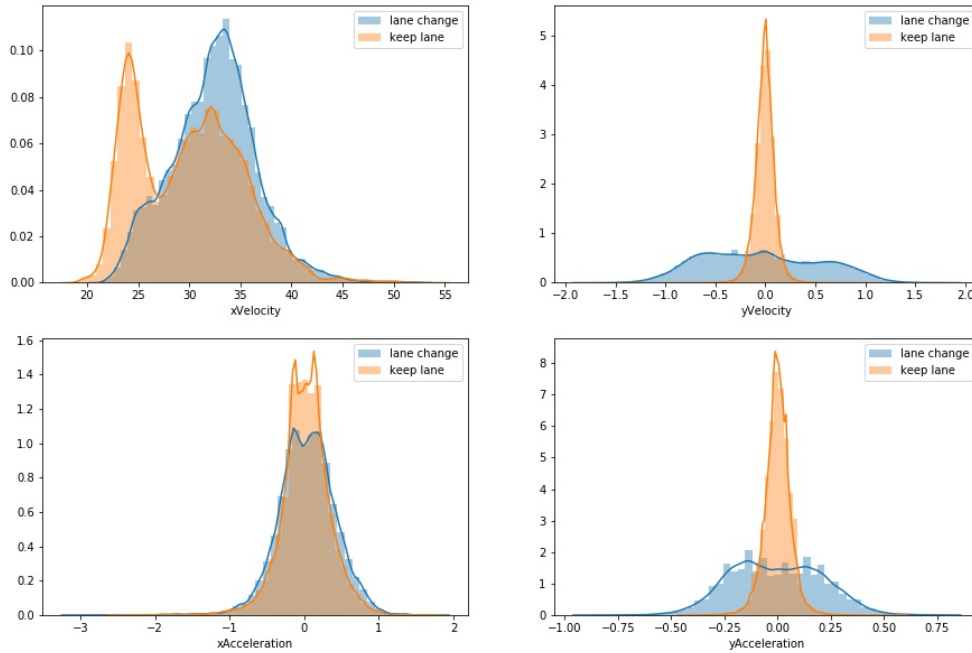 lane change
keep lane
0.10
0.08
0.06
0.04
0.02
0.00
20 25 30 35 40 45 50 55
xVelocity
lane change
keep lane
5
4
3
2
1
0
−2.0 −1.5 −1.0 −0.5 0.0 0.5 1.0 1.5 2.0
yVelocity
lane change
keep lane
1.6
1.4
1.2
1.0
0.8
0.6
0.4
0.2
0.0
−3 −2 −1 0 1 2
xAcceleration
lane change
keep lane
8
7
6
5
4
3
2
1
0
−1.00 −0.75 −0.50 −0.25 0.00 0.25 0.50 0.75
yAcceleration